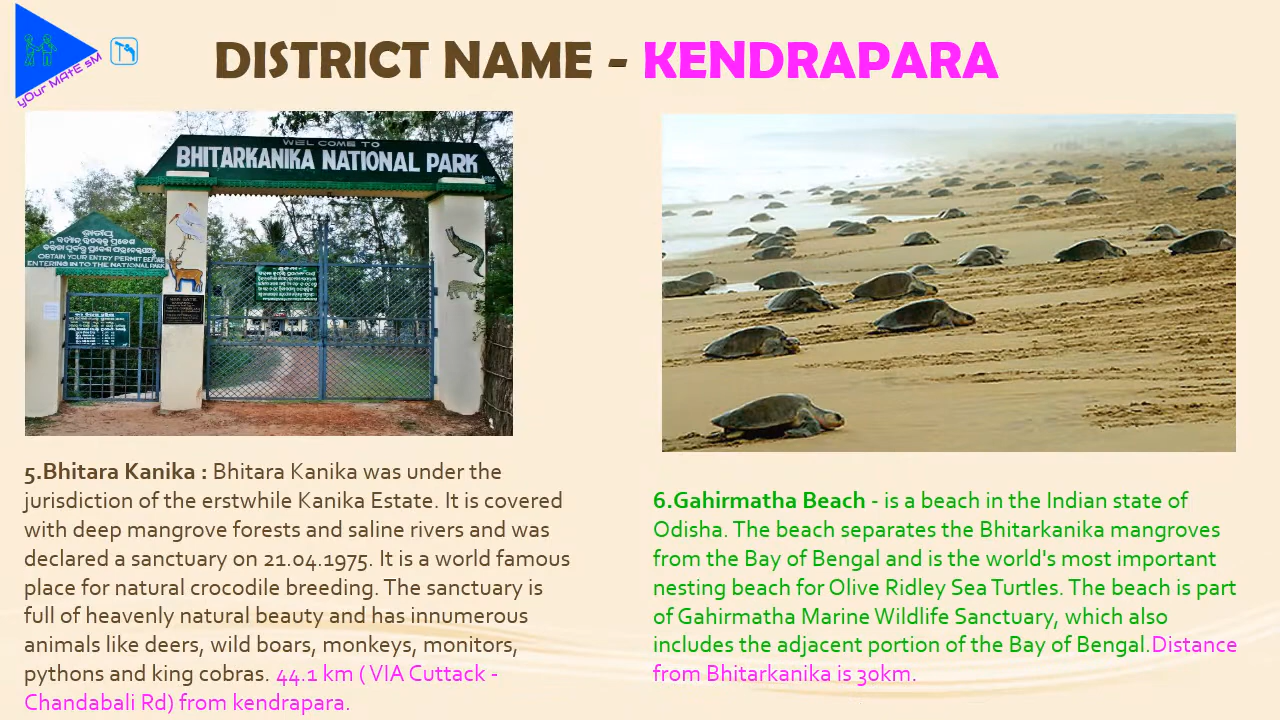 yOur MAtE sM
DISTRICT NAME - KENDRAPARA
WEL COME TO
BHITARKANIKA NATIONAL PARK
OBTAIN YOUR ENTRY PERMIT BEFORE
ENTERING IN TO THE NATIONAL PARK
5.Bhitara Kanika : Bhitara Kanika was under the
jurisdiction of the erstwhile Kanika Estate. It is covered
with deep mangrove forests and saline rivers and was
declared a sanctuary on 21.04.1975. It is a world famous
place for natural crocodile breeding. The sanctuary is
full of heavenly natural beauty and has innumerous
animals like deers, wild boars, monkeys, monitors,
pythons and king cobras. 44.1 km ( VIA Cuttack -
Chandabali Rd) from kendrapara.
6.Gahirmatha Beach - is a beach in the Indian state of
Odisha. The beach separates the Bhitarkanika mangroves
from the Bay of Bengal and is the world's most important
nesting beach for Olive Ridley Sea Turtles. The beach is part
of Gahirmatha Marine Wildlife Sanctuary, which also
includes the adjacent portion of the Bay of Bengal.Distance
from Bhitarkanika is 30km.